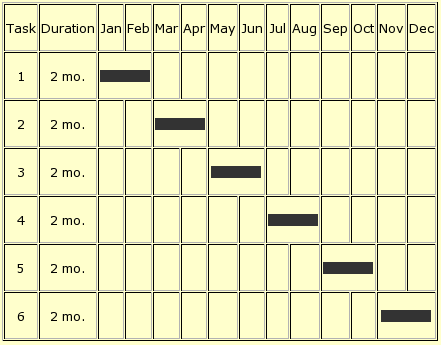 Task Duration Jan Feb Mar Apr May Jun Jul Aug Sep Oct Nov Dec
1 2 mo.
2 2 mo.
3 2 mo.
4 2 mo.
5 2 mo.
6 2 mo.